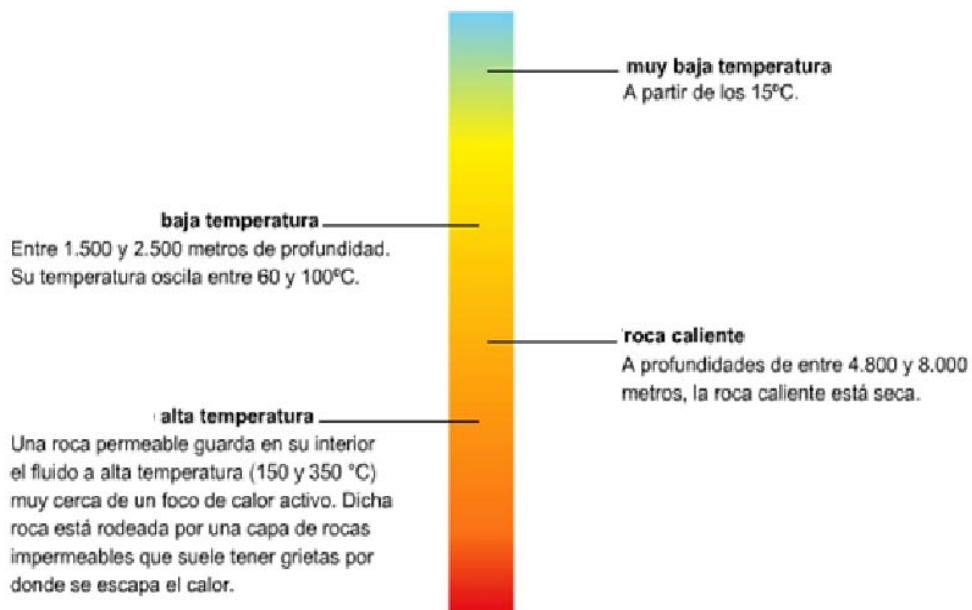 muy baja temperatura
A partir de los 15ºC.
baja temperatura
Entre 1.500 y 2.500 metros de profundidad.
Su temperatura oscila entre 60 y 100ºC.
roca caliente
A profundidades de entre 4.800 y 8.000
metros, la roca caliente está seca.
alta temperatura
Una roca permeable guarda en su interior
el fluido a alta temperatura (150 y 350 °C)
muy cerca de un foco de calor activo. Dicha
roca está rodeada por una capa de rocas
impermeables que suele tener grietas por
donde se escapa el calor.